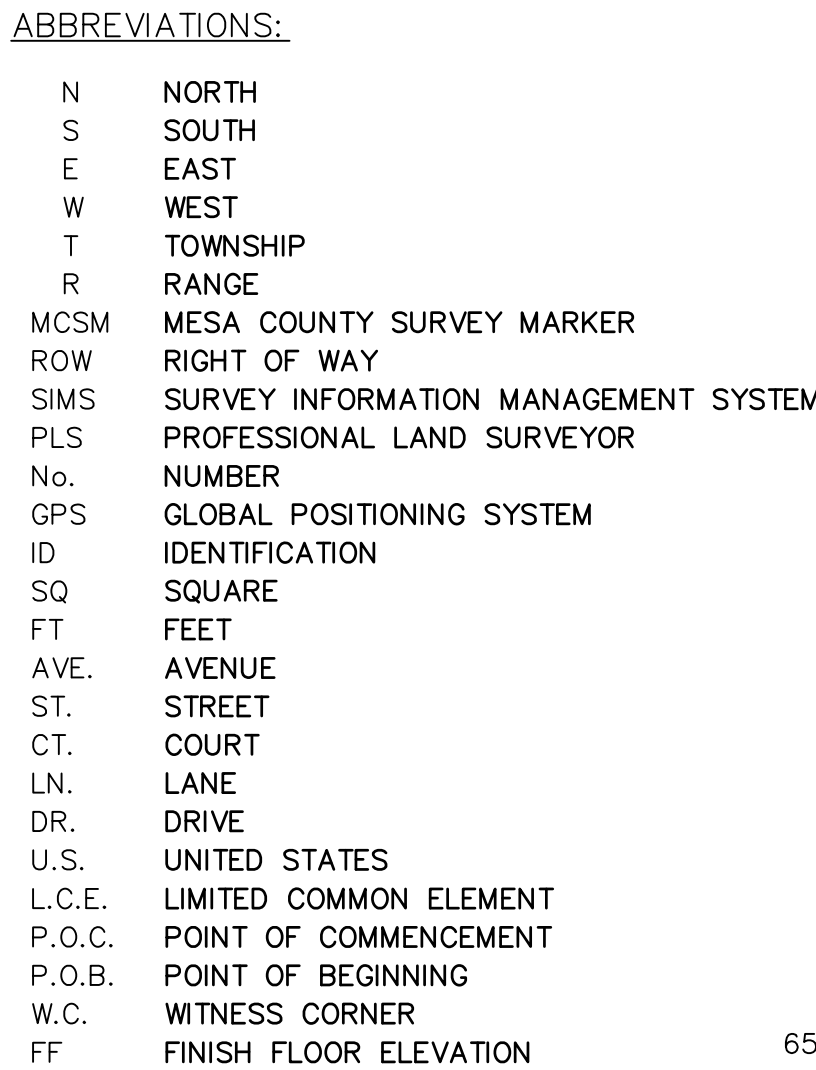 ABBREVIATIONS:
N NORTH
S SOUTH
E EAST
W WEST
T TOWNSHIP
R RANGE
MCSM MESA COUNTY SURVEY MARKER
ROW RIGHT OF WAY
SIMS SURVEY INFORMATION MANAGEMENT SYSTEM
PLS PROFESSIONAL LAND SURVEYOR
No. NUMBER
GPS GLOBAL POSITIONING SYSTEM
ID IDENTIFICATION
SQ SQUARE
FT FEET
AVE. AVENUE
ST. STREET
CT. COURT
LN. LANE
DR. DRIVE
U.S. UNITED STATES
L.C.E. LIMITED COMMON ELEMENT
P.O.C. POINT OF COMMENCEMENT
P.O.B. POINT OF BEGINNING
W.C. WITNESS CORNER
FF FINISH FLOOR ELEVATION
65